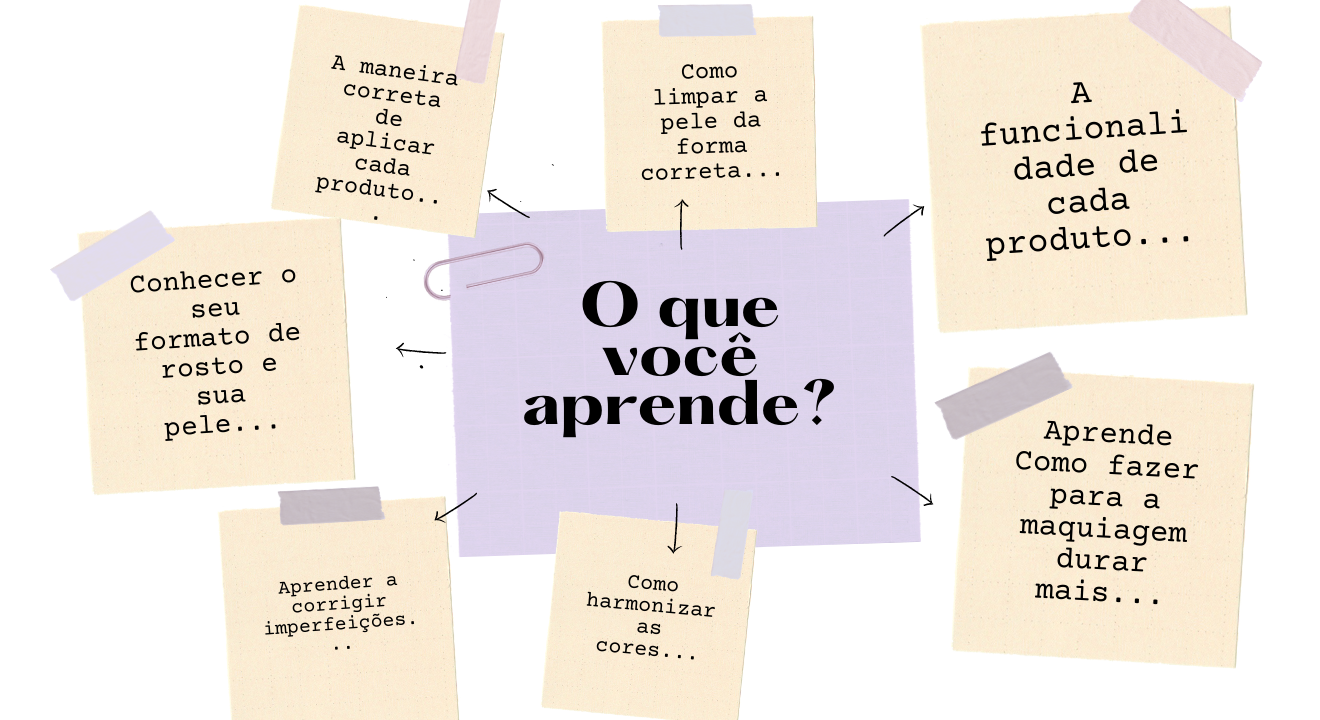 A maneira
correta
de
aplicar
cada
produto..
.
Como
limpar a
pele da
forma
correta...
A
funcionali
dade de
cada
produto...
Conhecer o
seu
formato de
rosto e
sua
pele...
O que
você
aprende?
Aprende
Como fazer
para a
maquiagem
durar
mais...
Aprender a
corrigir
imperfeições.
..
Como
harmonizar
as
cores...